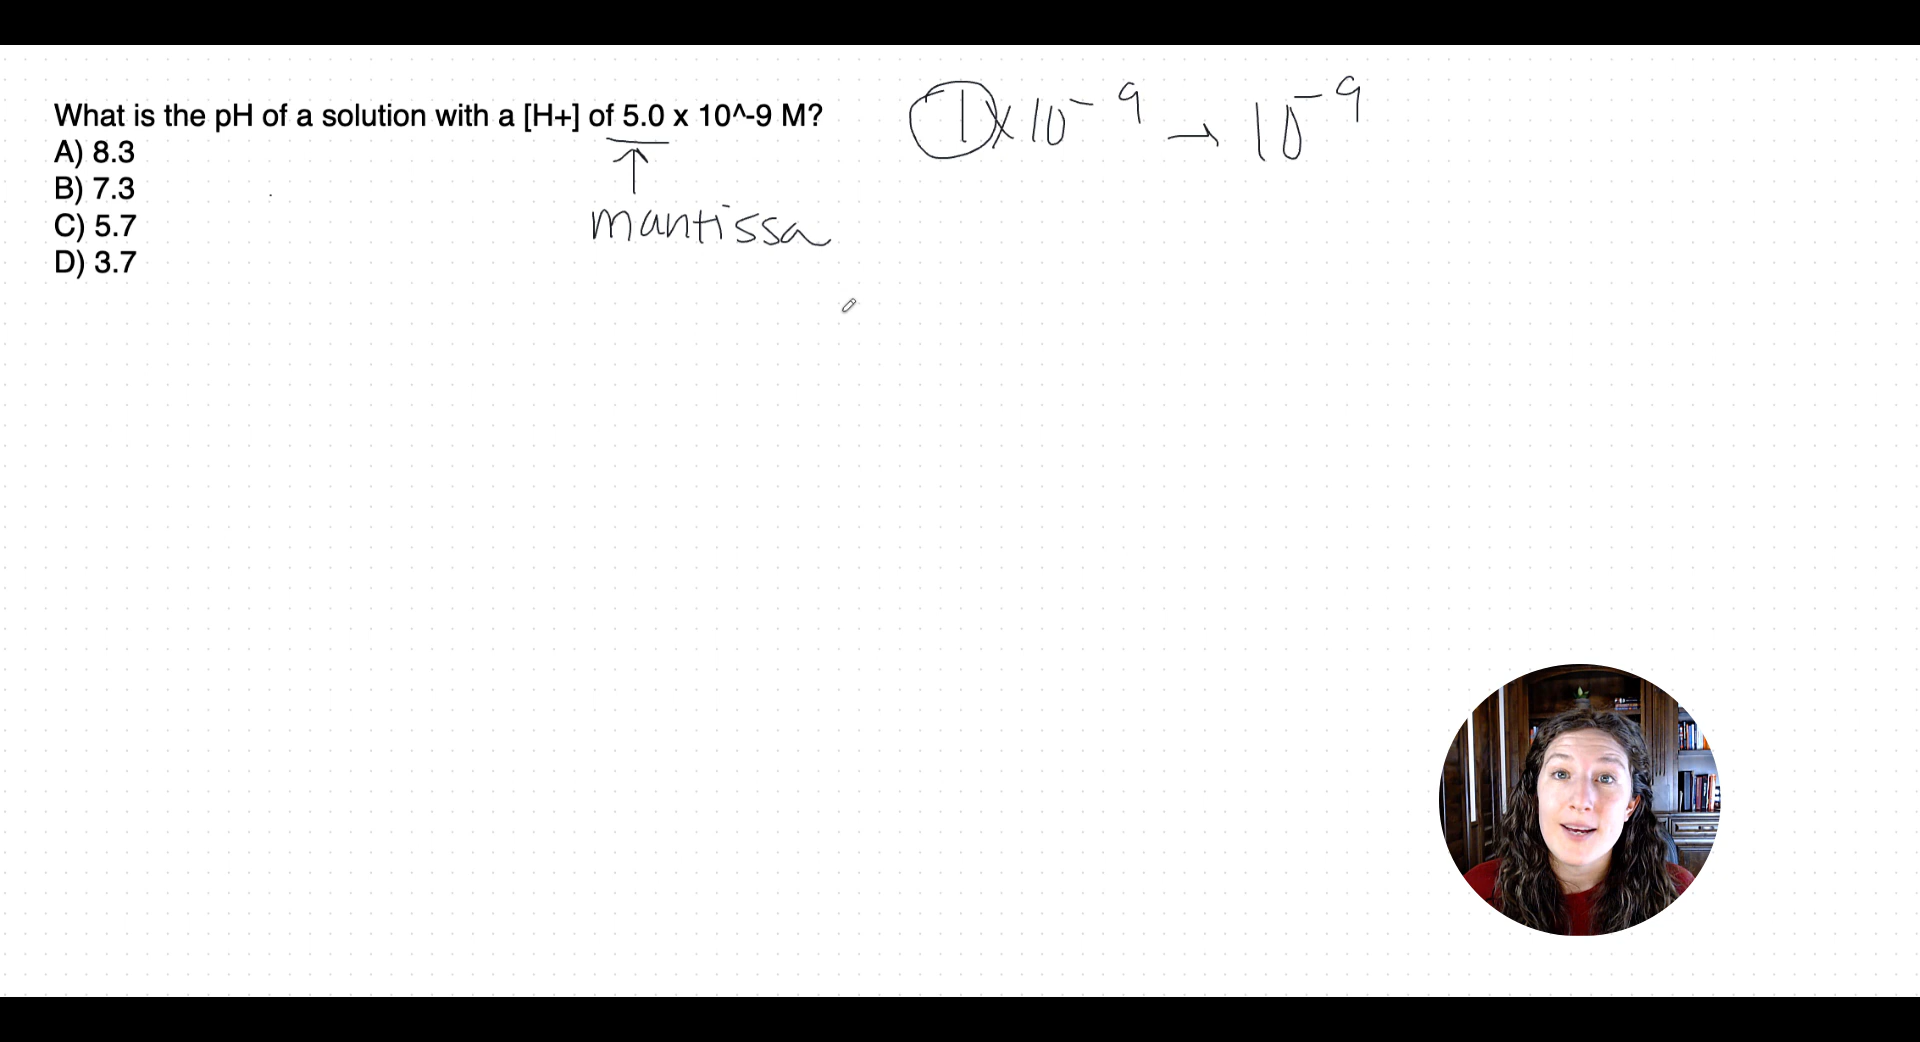 What is the pH of a solution with a [H+] of 5.0 x 10^-9 M?
A) 8.3
B) 7.3
C) 5.7
D) 3.7
mantissa
1 x 10⁻⁹ → 10⁻⁹